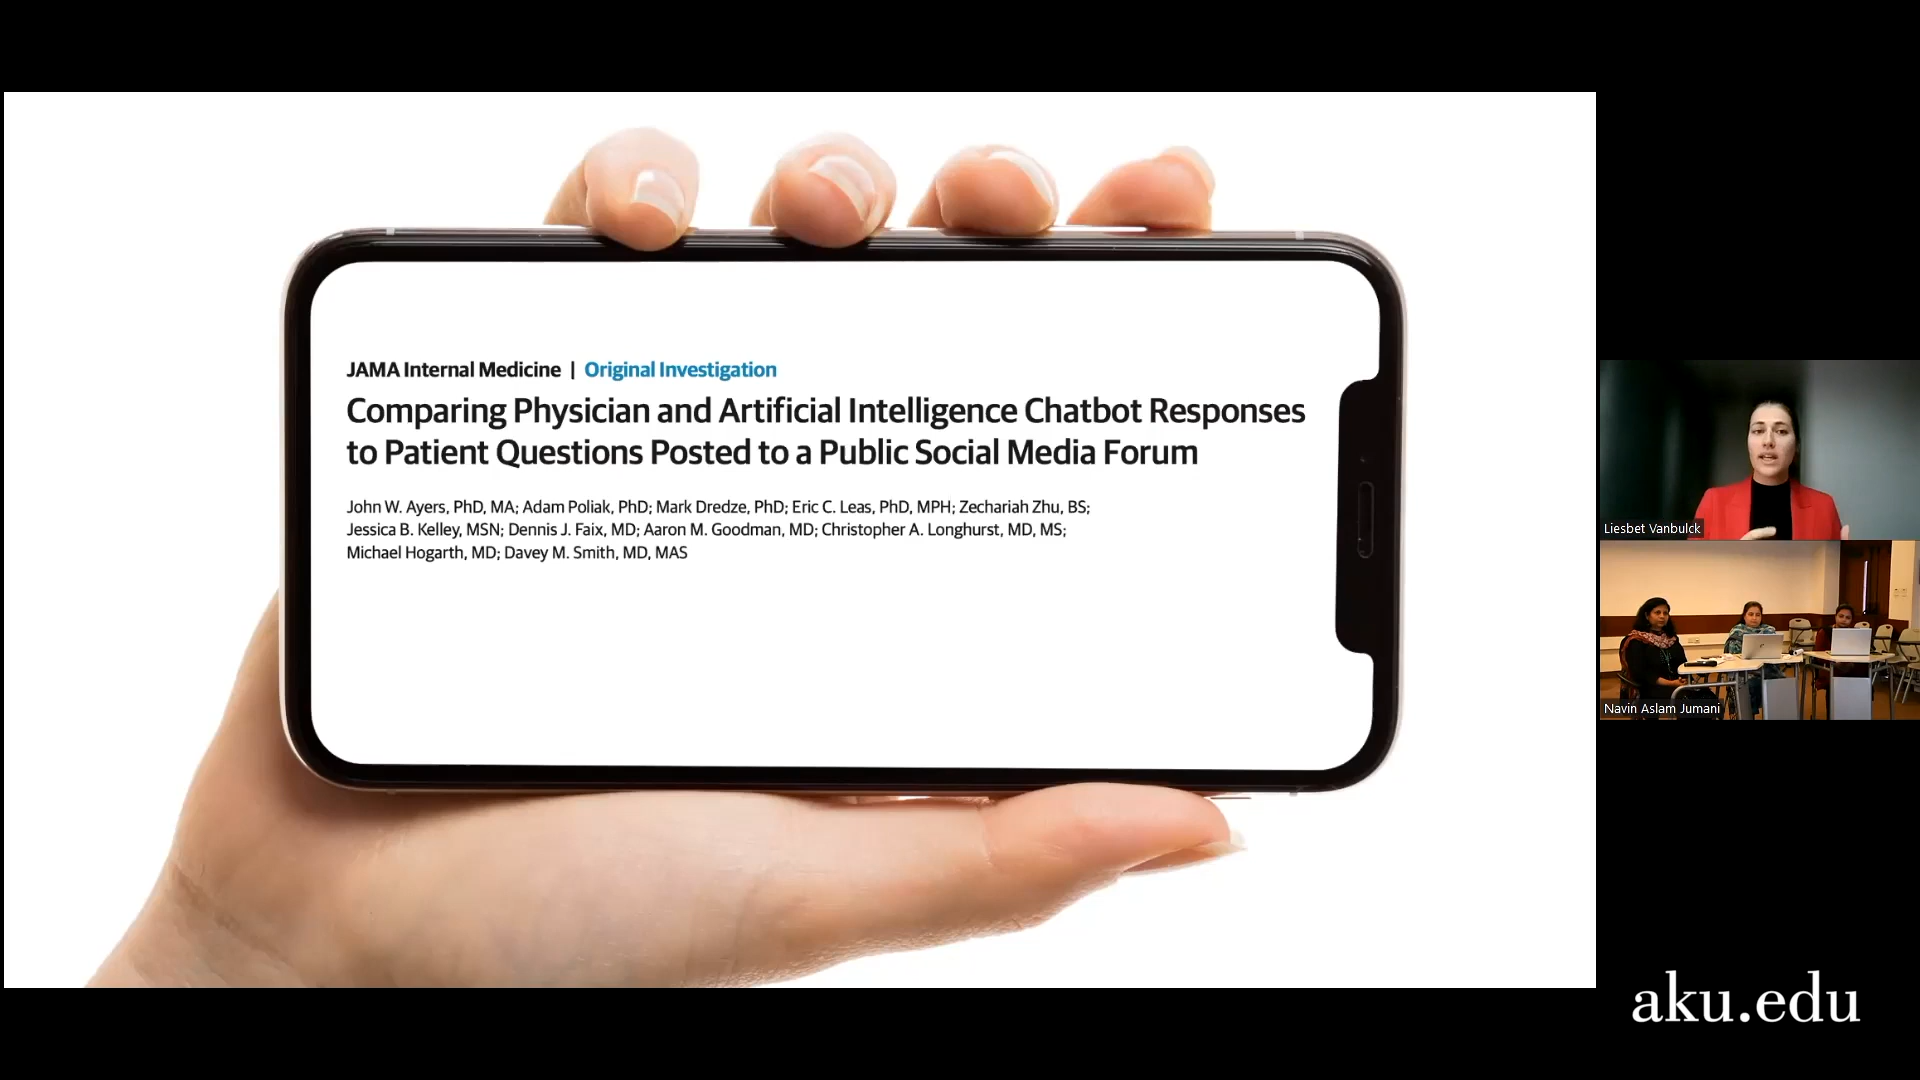 JAMA Internal Medicine | Original Investigation
Comparing Physician and Artificial Intelligence Chatbot Responses
to Patient Questions Posted to a Public Social Media Forum
John W. Ayers, PhD, MA; Adam Poliak, PhD; Mark Dredze, PhD; Eric C. Leas, PhD, MPH; Zechariah Zhu, BS;
Jessica B. Kelley, MSN; Dennis J. Faix, MD; Aaron M. Goodman, MD; Christopher A. Longhurst, MD, MS;
Michael Hogarth, MD; Davey M. Smith, MD, MAS
Liesbet Vanbulck
Navin Aslam Jumani
aku.edu